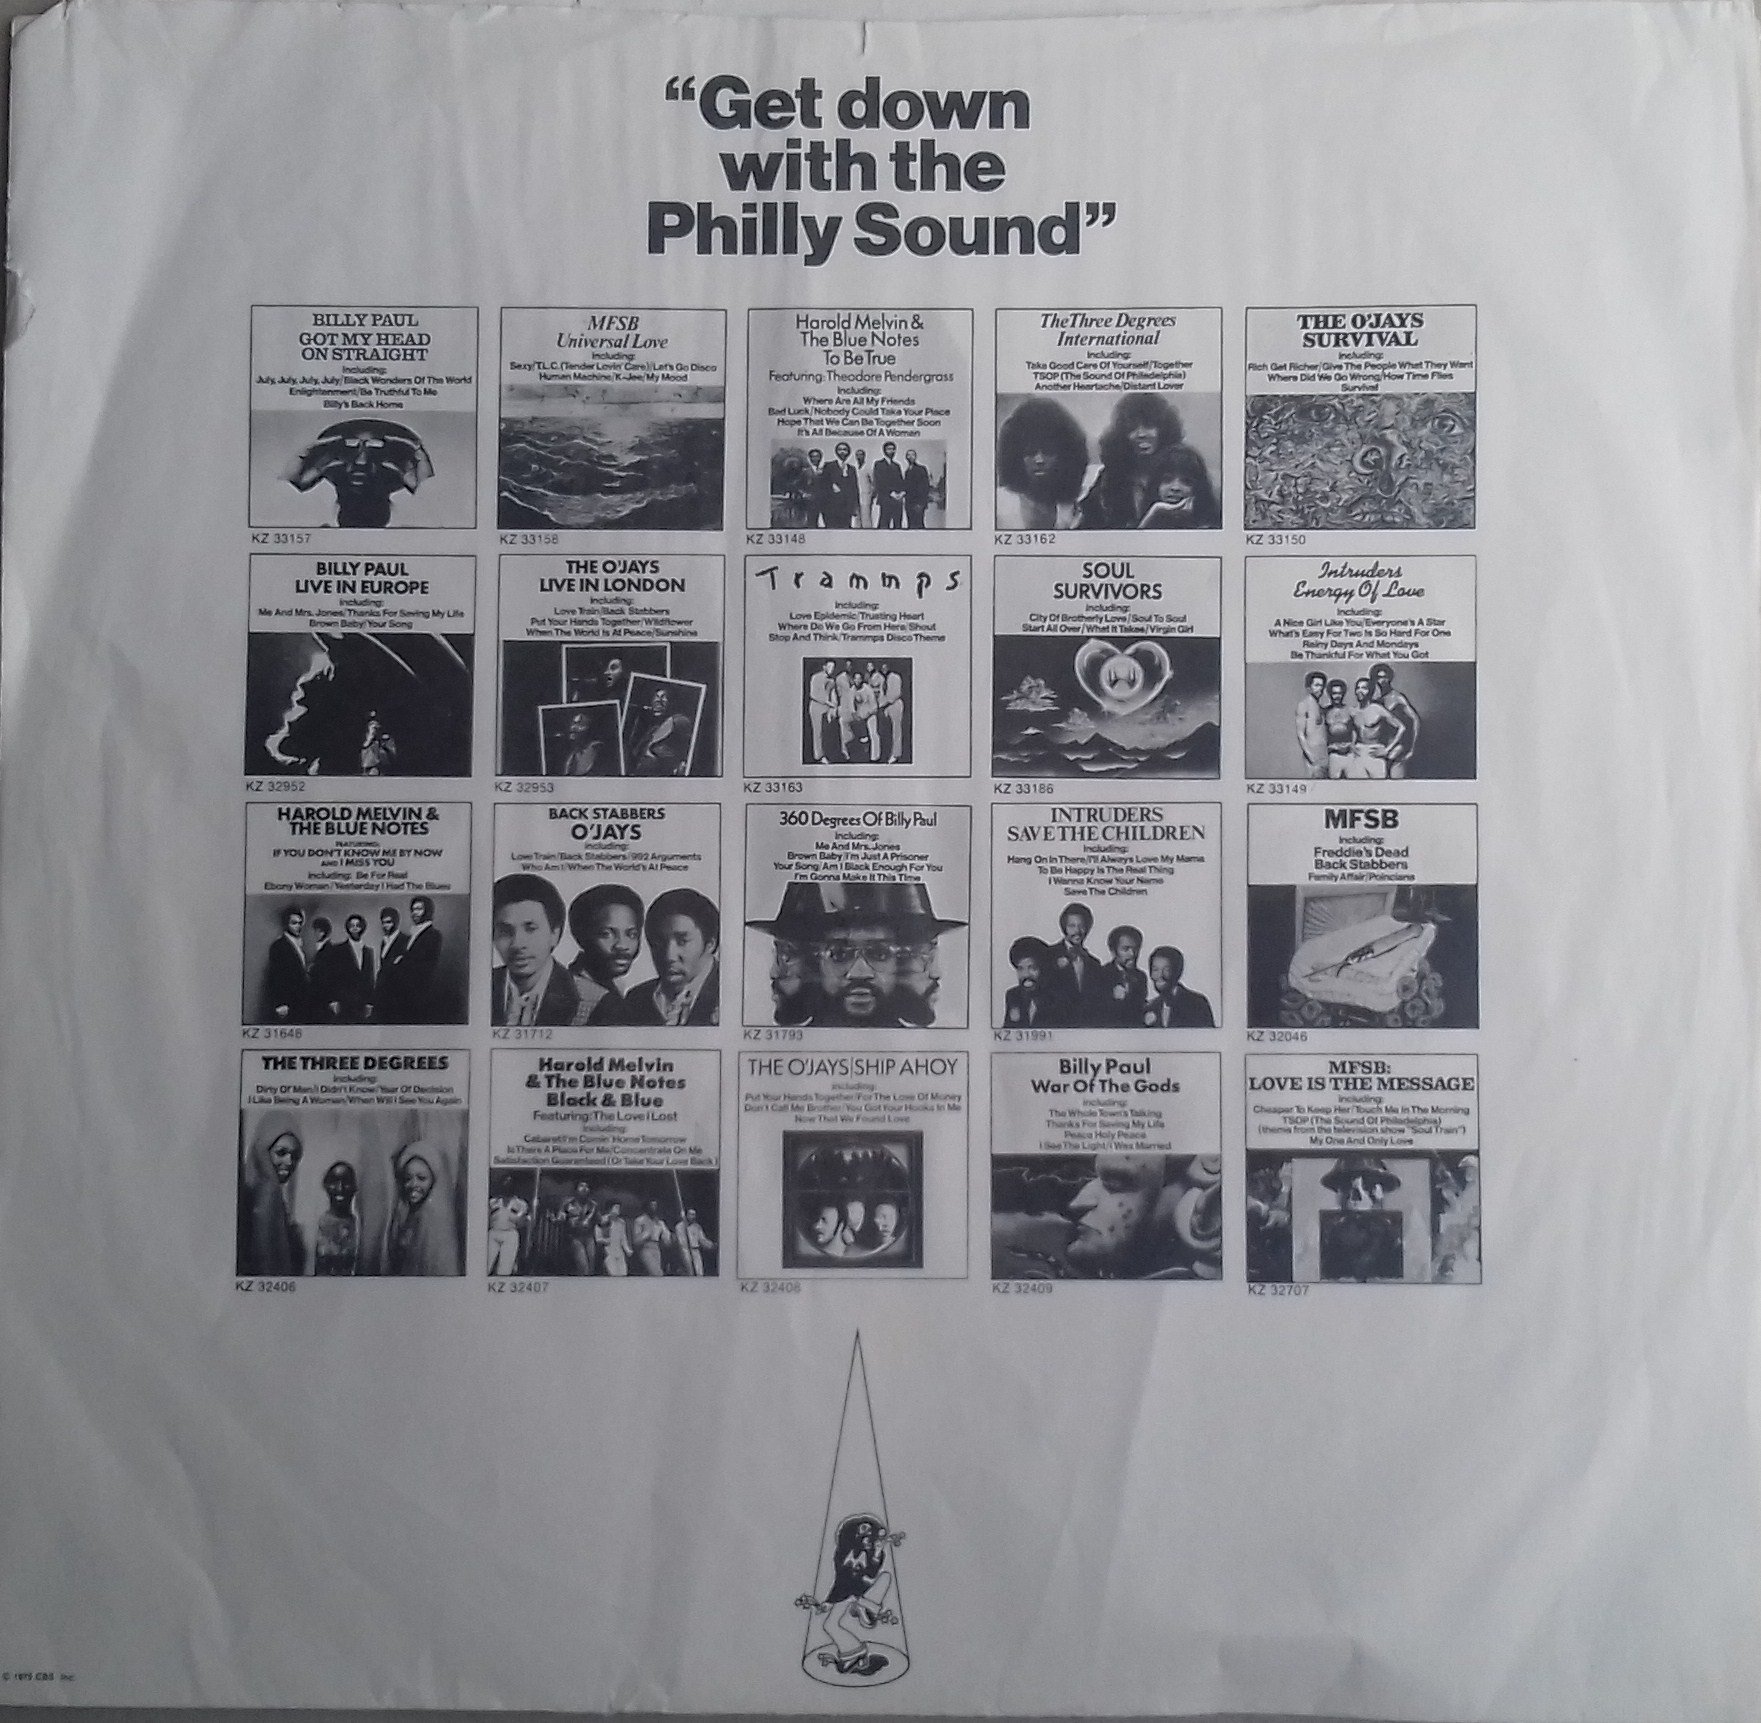 “Get down
with the
Philly Sound”
BILLY PAUL
GOT MY HEAD
ON STRAIGHT
Including:
July, July, July, July/Black Wonders Of The World
Enlightenment/Be Truthful To Me
Billy's Back Home
KZ 33157
MFSB
Universal Love
Including:
Sexy/T.L.C. (Tender Lovin' Care)/Let's Go Disco
Human Machine/K-Jee/My Mood
KZ 33158
Harold Melvin &
The Blue Notes
To Be True
Featuring: Theodore Pendergrass
Including:
Where Are All My Friends
Bad Luck/Nobody Could Take Your Place
Hope That We Can Be Together Soon
It's All Because Of A Woman
KZ 33148
The Three Degrees
International
Including:
Take Good Care Of Yourself/Together
TSOP (The Sound Of Philadelphia)
Another Heartache/Distant Lover
KZ 33162
THE O'JAYS
SURVIVAL
Including:
Rich Get Richer/Give The People What They Want
Where Did We Go Wrong/How Time Flies
Survival
KZ 33150
BILLY PAUL
LIVE IN EUROPE
Including:
Me And Mrs. Jones/Thanks For Saving My Life
Brown Baby/Your Song
KZ 32952
THE O'JAYS
LIVE IN LONDON
Including:
Love Train/Back Stabbers
Put Your Hands Together/Wildflower
When The World Is At Peace/Sunshine
KZ 32953
Trammps
Including:
Love Epidemic/Trusting Heart
Where Do We Go From Here/Shout
Stop And Think/Trammps Disco Theme
KZ 33163
SOUL
SURVIVORS
Including:
City Of Brotherly Love/Soul To Soul
Start All Over/What It Takes/Virgin Girl
KZ 33186
Intruders
Energy Of Love
Including:
A Nice Girl Like You/Everyone's A Star
What's Easy For Two Is So Hard For One
Rainy Days And Mondays
Be Thankful For What You Got
KZ 33149
HAROLD MELVIN &
THE BLUE NOTES
FEATURING:
IF YOU DON'T KNOW ME BY NOW
AND I MISS YOU
Including: Be For Real
Ebony Woman/Yesterday I Had The Blues
KZ 31648
BACK STABBERS
O'JAYS
Including:
Love Train/Back Stabbers/992 Arguments
Who Am I/When The World's At Peace
KZ 31712
360 Degrees Of Billy Paul
Including:
Me And Mrs. Jones
Brown Baby/I'm Just A Prisoner
Your Song/Am I Black Enough For You
I'm Gonna Make It This Time
KZ 31793
INTRUDERS
SAVE THE CHILDREN
Including:
Hang On In There/I'll Always Love My Mama
To Be Happy Is The Real Thing
I Wanna Know Your Name
Save The Children
KZ 31991
MFSB
Including:
Freddie's Dead
Back Stabbers
Family Affair/Poinciana
KZ 32046
THE THREE DEGREES
Including:
Dirty Ol' Man/I Didn't Know/Year Of Decision
I Like Being A Woman/When Will I See You Again
KZ 32406
Harold Melvin
& The Blue Notes
Black & Blue
Featuring: The Love I Lost
Including:
Cabaret/I'm Comin' Home Tomorrow
Is There A Place For Me/Concentrate On Me
Satisfaction Guaranteed (Or Take Your Love Back)
KZ 32407
THE O'JAYS/SHIP AHOY
Including:
Put Your Hands Together/For The Love Of Money
Don't Call Me Brother/You Got Your Hooks In Me
Now That We Found Love
KZ 32408
Billy Paul
War Of The Gods
Including:
The Whole Town's Talking
Thanks For Saving My Life
Peace Holy Peace
I See The Light/I Was Married
KZ 32409
MFSB:
LOVE IS THE MESSAGE
Including:
Cheaper To Keep Her/Touch Me In The Morning
TSOP (The Sound Of Philadelphia)
(theme from the television show "Soul Train")
My One And Only Love
KZ 32707
© 1975 CBS Inc.